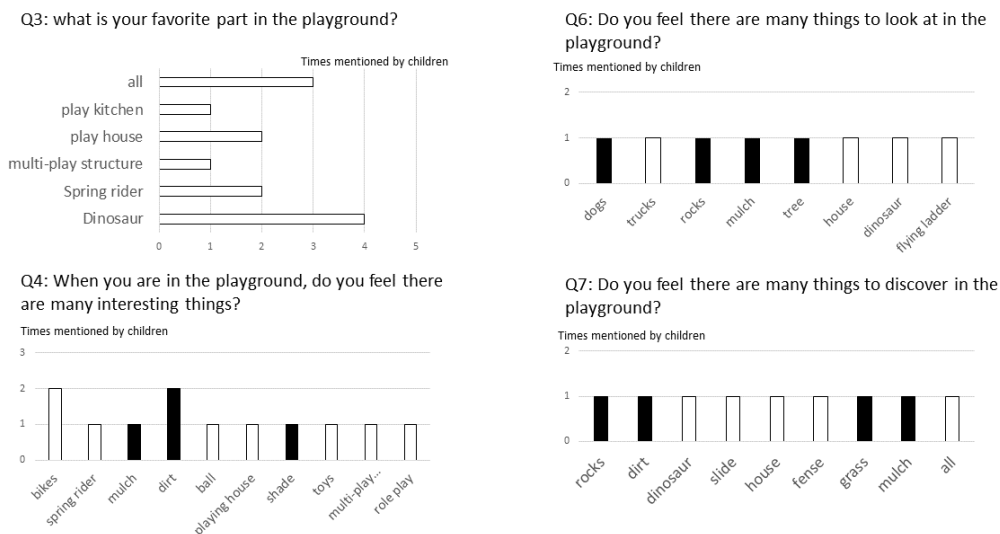 Q3: what is your favorite part in the playground?
Times mentioned by children
all
play kitchen
play house
multi-play structure
Spring rider
Dinosaur
0 1 2 3 4 5
Q4: When you are in the playground, do you feel there
are many interesting things?
Times mentioned by children
3
2
1
0
bikes
spring rider
mulch
dirt
ball
playing house
shade
toys
multi-play...
role play
Q6: Do you feel there are many things to look at in the
playground?
Times mentioned by children
2
1
0
dogs
trucks
rocks
mulch
tree
house
dinosaur
flying ladder
Q7: Do you feel there are many things to discover in the
playground?
Times mentioned by children
2
1
0
rocks
dirt
dinosaur
slide
house
fense
grass
mulch
all